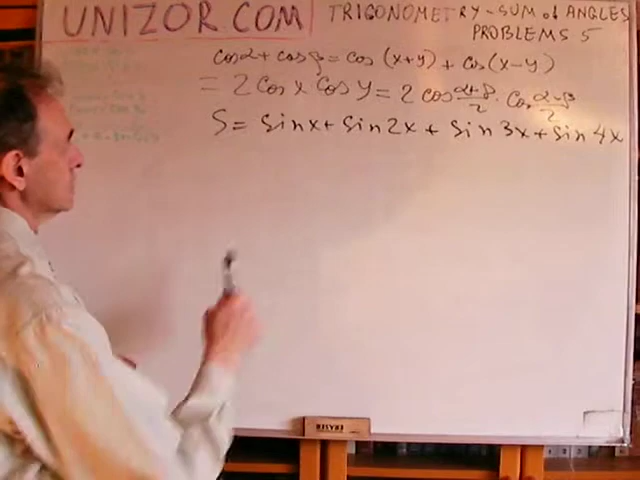 UNIZOR.COM
TRIGONOMETRY - SUM of ANGLES
PROBLEMS 5
cos α + cos β = cos (x+y) + cos (x-y)
= 2 cos x cos y = 2 cos (α+β)/2 · cos (α-β)/2
S = sin x + sin 2x + sin 3x + sin 4x